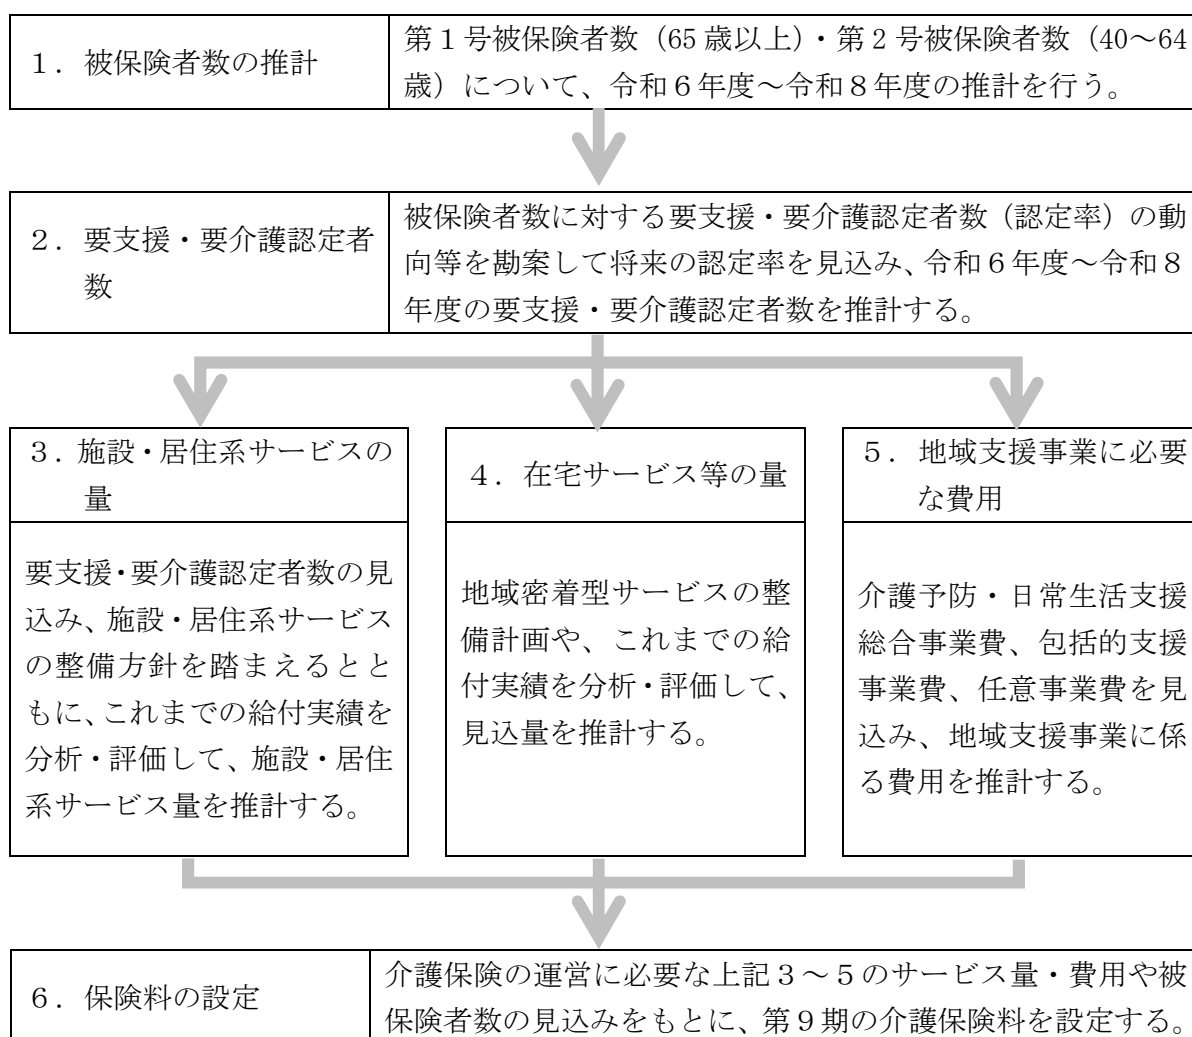 １．被保険者数の推計
第１号被保険者数（65 歳以上）・第２号被保険者数（40～64
歳）について、令和６年度～令和８年度の推計を行う。
２．要支援・要介護認定者
数
被保険者数に対する要支援・要介護認定者数（認定率）の動
向等を勘案して将来の認定率を見込み、令和６年度～令和８
年度の要支援・要介護認定者数を推計する。
３．施設・居住系サービスの
量
要支援・要介護認定者数の見
込み、施設・居住系サービス
の整備方針を踏まえるとと
もに、これまでの給付実績を
分析・評価して、施設・居住
系サービス量を推計する。
４．在宅サービス等の量
地域密着型サービスの整
備計画や、これまでの給
付実績を分析・評価して、
見込量を推計する。
５．地域支援事業に必要
な費用
介護予防・日常生活支援
総合事業費、包括的支援
事業費、任意事業費を見
込み、地域支援事業に係
る費用を推計する。
６．保険料の設定
介護保険の運営に必要な上記３～５のサービス量・費用や被
保険者数の見込みをもとに、第９期の介護保険料を設定する。